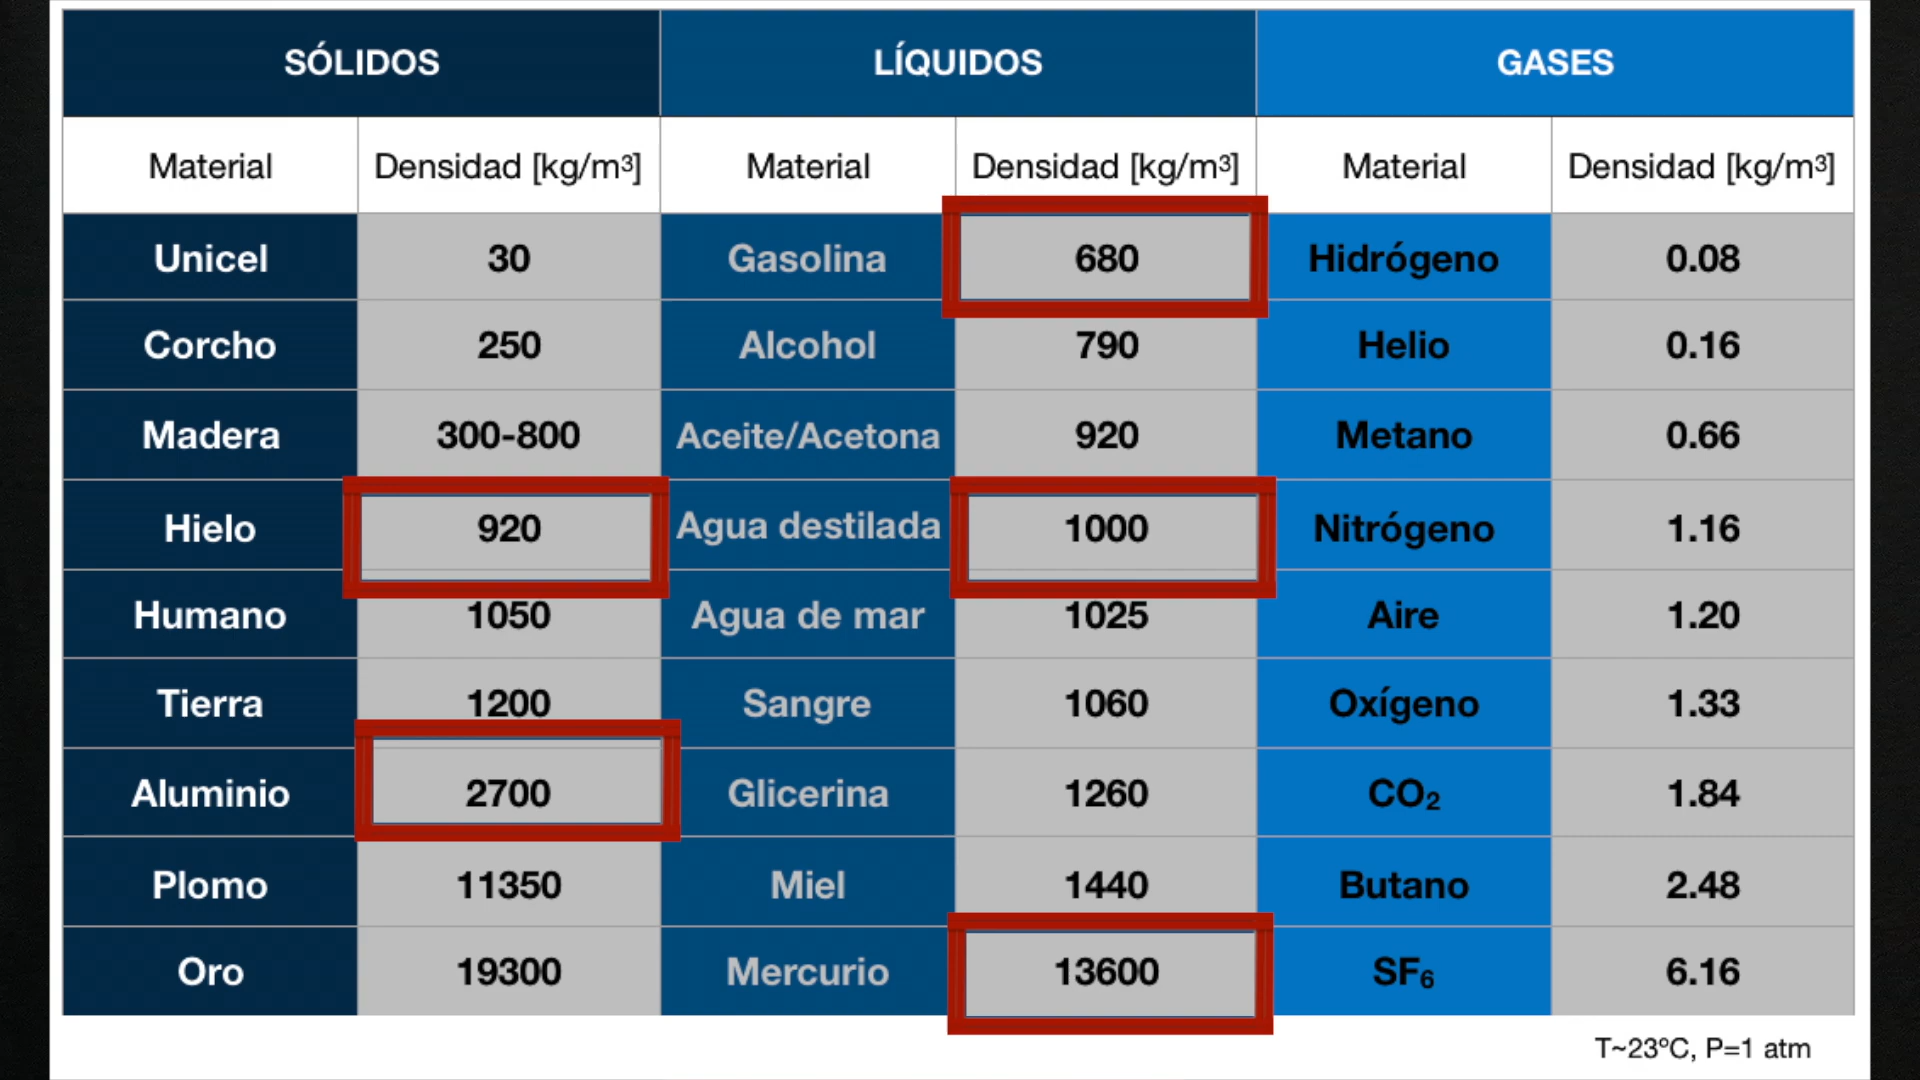 SÓLIDOS LÍQUIDOS GASES
Material Densidad [kg/m³] Material Densidad [kg/m³] Material Densidad [kg/m³]
Unicel 30 Gasolina 680 Hidrógeno 0.08
Corcho 250 Alcohol 790 Helio 0.16
Madera 300-800 Aceite/Acetona 920 Metano 0.66
Hielo 920 Agua destilada 1000 Nitrógeno 1.16
Humano 1050 Agua de mar 1025 Aire 1.20
Tierra 1200 Sangre 1060 Oxígeno 1.33
Aluminio 2700 Glicerina 1260 CO₂ 1.84
Plomo 11350 Miel 1440 Butano 2.48
Oro 19300 Mercurio 13600 SF₆ 6.16
T~23ºC, P=1 atm